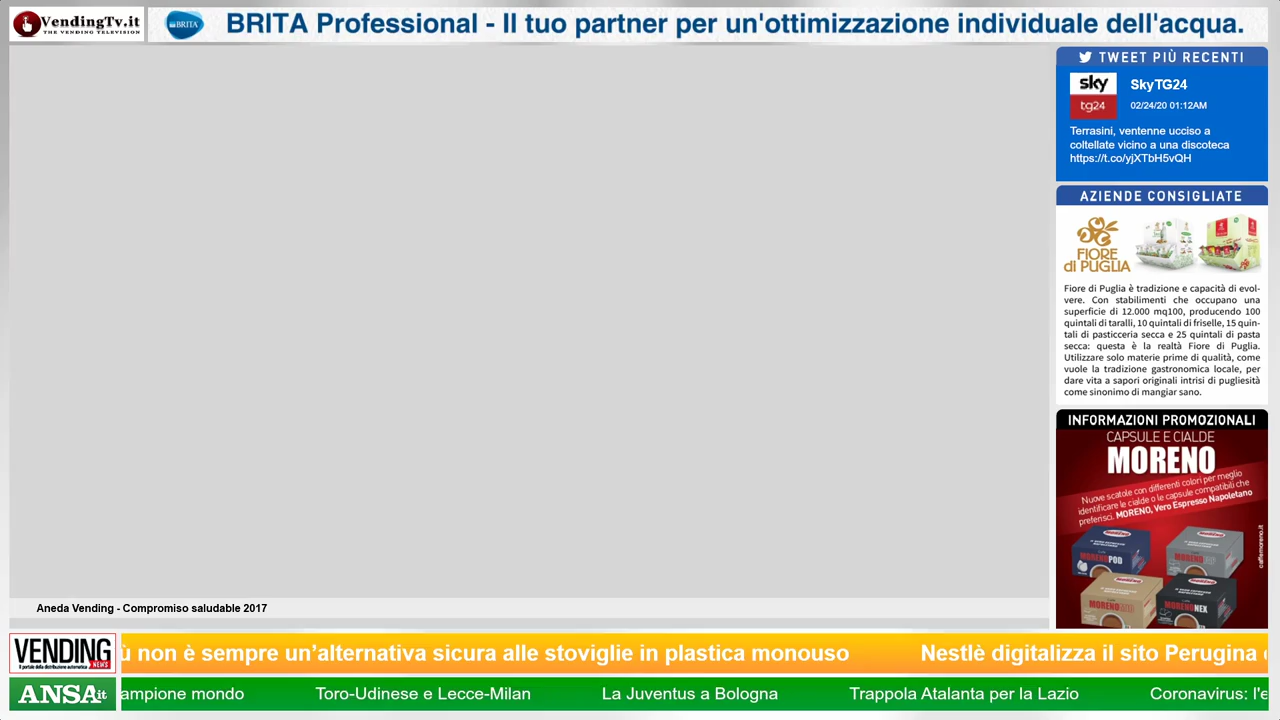 VendingTv.it
THE VENDING TELEVISION
BRITA
BRITA Professional - Il tuo partner per un'ottimizzazione individuale dell'acqua.
TWEET PIÙ RECENTI
sky
tg24
SkyTG24
02/24/20 01:12AM
Terrasini, ventenne ucciso a
coltellate vicino a una discoteca
https://t.co/yjXTbH5vQH
AZIENDE CONSIGLIATE
FIORE
di PUGLIA
Fiore di Puglia è tradizione e capacità di evol-
vere. Con stabilimenti che occupano una
superficie di 12.000 mq100, producendo 100
quintali di taralli, 10 quintali di friselle, 15 quin-
tali di pasticceria secca e 25 quintali di pasta
secca: questa è la realtà Fiore di Puglia.
Utilizzare solo materie prime di qualità, come
vuole la tradizione gastronomica locale, per
dare vita a sapori originali intrisi di pugliesità
come sinonimo di mangiar sano.
INFORMAZIONI PROMOZIONALI
CAPSULE E CIALDE
MORENO
Nuove scatole con differenti colori per meglio
identificare le cialde o le capsule compatibili che
preferisci. MORENO, Vero Espresso Napoletano
MORENOPOD
MORENONEX
caffemoreno.it
Aneda Vending - Compromiso saludable 2017
VENDING
NEWS
Il portale della distribuzione automatica
ù non è sempre un’alternativa sicura alle stoviglie in plastica monouso
Nestlè digitalizza il sito Perugina
ANSA.it
ampione mondo
Toro-Udinese e Lecce-Milan
La Juventus a Bologna
Trappola Atalanta per la Lazio
Coronavirus: l'e